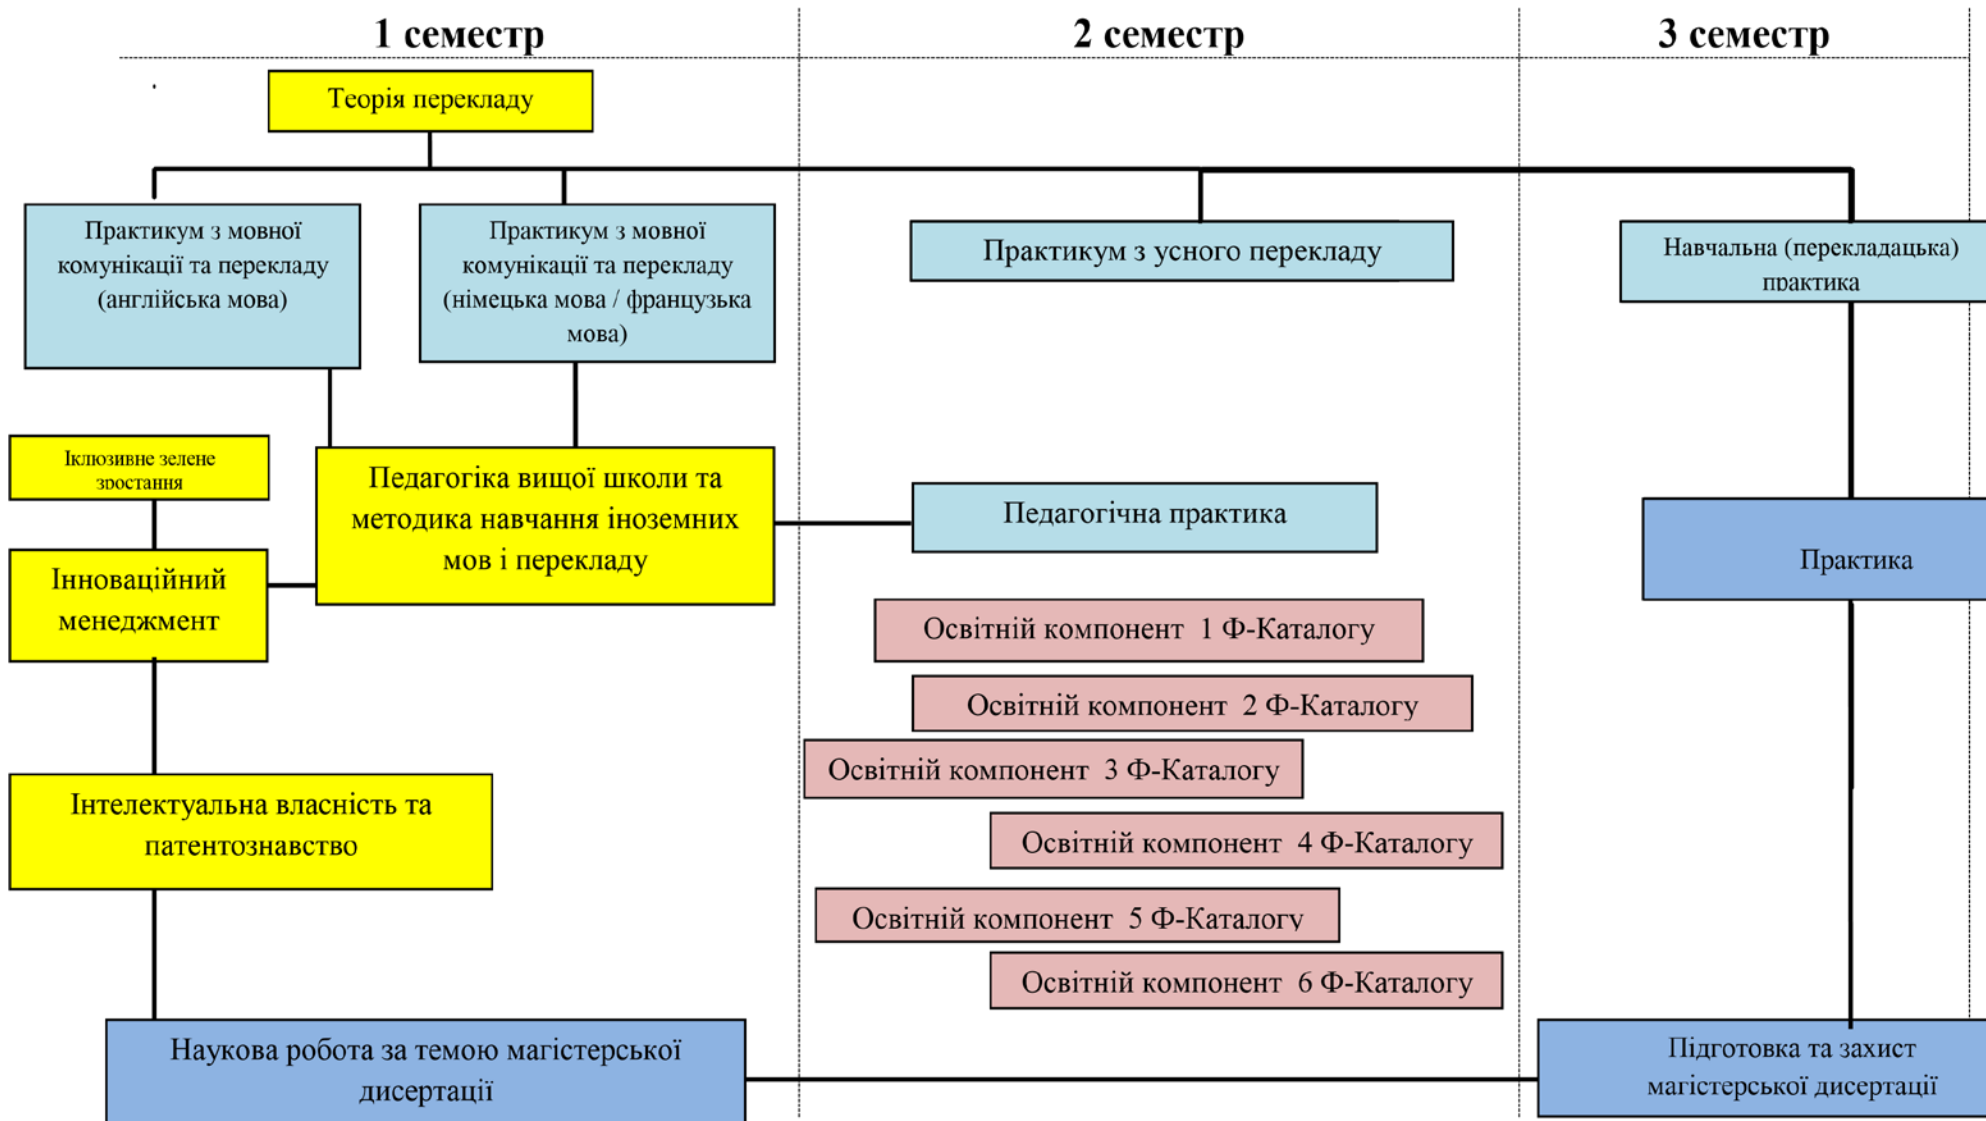 1 семестр
2 семестр
3 семестр
Теорія перекладу
Практикум з мовної
комунікації та перекладу
(англійська мова)
Практикум з мовної
комунікації та перекладу
(німецька мова / французька
мова)
Практикум з усного перекладу
Навчальна (перекладацька)
практика
Іклюзивне зелене
зростання
Педагогіка вищої школи та
методика навчання іноземних
мов і перекладу
Педагогічна практика
Практика
Інноваційний
менеджмент
Освітній компонент 1 Ф-Каталогу
Освітній компонент 2 Ф-Каталогу
Освітній компонент 3 Ф-Каталогу
Інтелектуальна власність та
патентознавство
Освітній компонент 4 Ф-Каталогу
Освітній компонент 5 Ф-Каталогу
Освітній компонент 6 Ф-Каталогу
Наукова робота за темою магістерської
дисертації
Підготовка та захист
магістерської дисертації